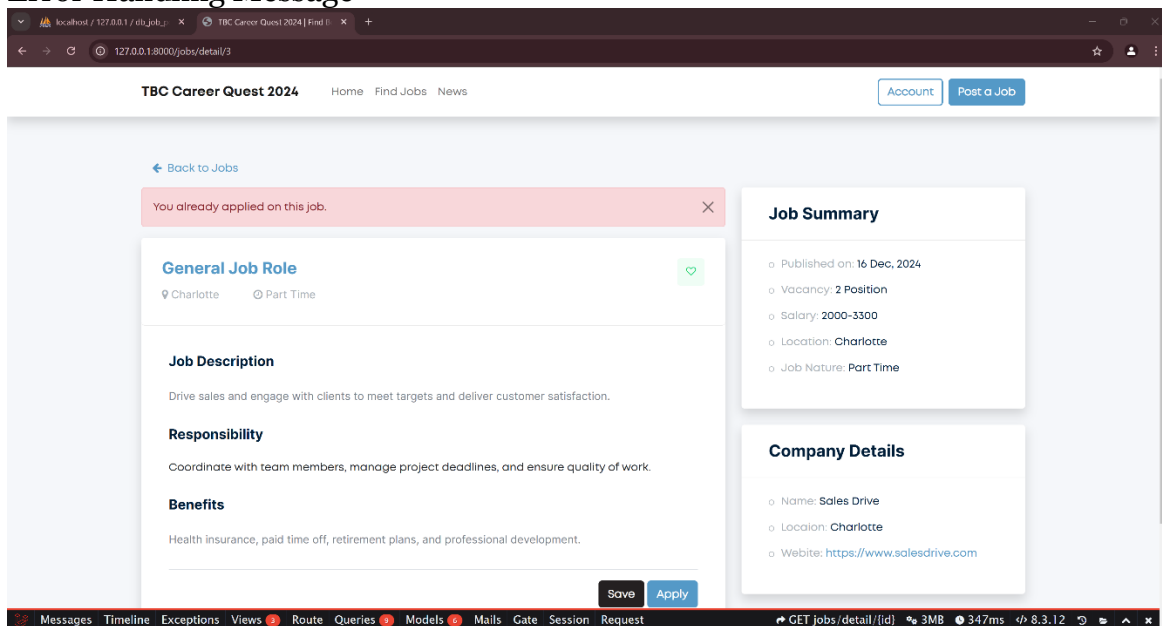 Error Handling Message
localhost / 127.0.0.1 / db_job_p
TBC Career Quest 2024 | Find B
127.0.0.1:8000/jobs/detail/3
TBC Career Quest 2024 Home Find Jobs News Account Post a Job
Back to Jobs
You already applied on this job.
General Job Role
Charlotte Part Time
Job Description
Drive sales and engage with clients to meet targets and deliver customer satisfaction.
Responsibility
Coordinate with team members, manage project deadlines, and ensure quality of work.
Benefits
Health insurance, paid time off, retirement plans, and professional development.
Save Apply
Job Summary
Published on: 16 Dec, 2024
Vacancy: 2 Position
Salary: 2000-3300
Location: Charlotte
Job Nature: Part Time
Company Details
Name: Sales Drive
Locaion: Charlotte
Webite: https://www.salesdrive.com
Messages Timeline Exceptions Views 3 Route Queries 9 Models 6 Mails Gate Session Request GET jobs/detail/{id} 3MB 347ms 8.3.12